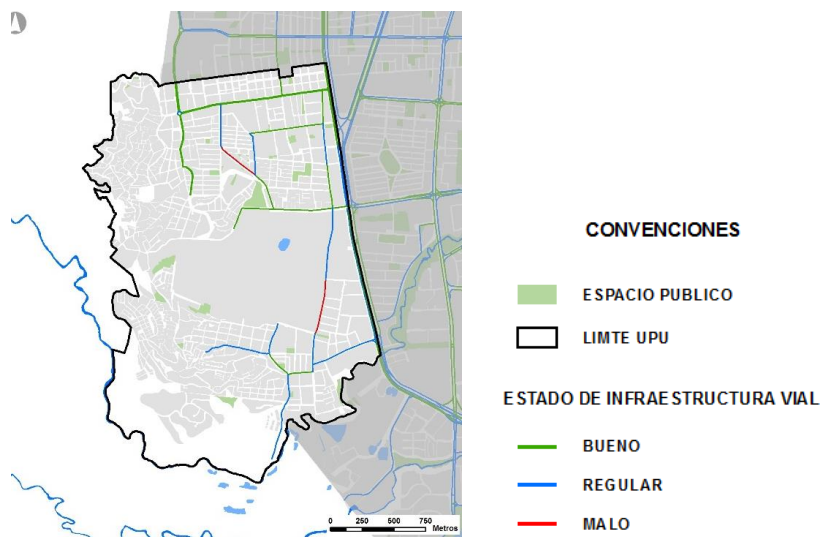 CONVENCIONES
ESPACIO PUBLICO
LIMTE UPU
ESTADO DE INFRAESTRUCTURA VIAL
BUENO
REGULAR
MALO
0 250 500 750
Metros